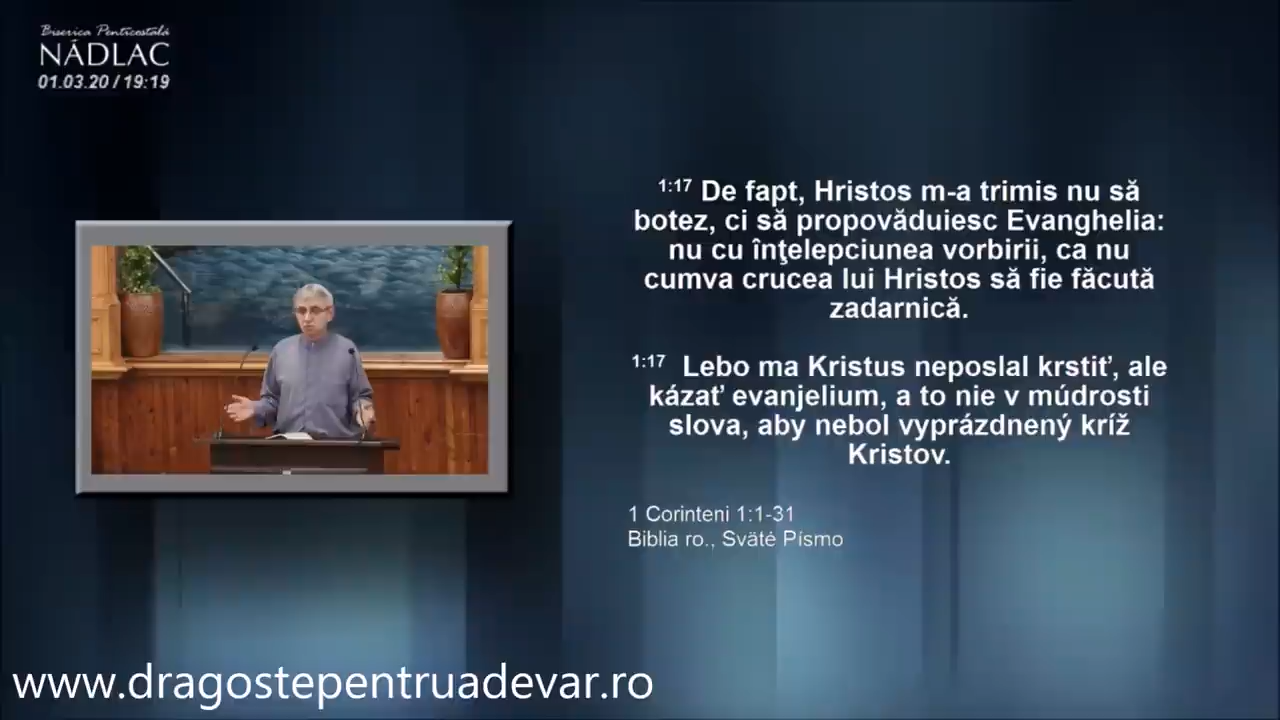 Biserica Penticostală
NĂDLAC
01.03.20 / 19:19
1:17 De fapt, Hristos m-a trimis nu să
botez, ci să propovăduiesc Evanghelia:
nu cu înţelepciunea vorbirii, ca nu
cumva crucea lui Hristos să fie făcută
zadarnică.
1:17 Lebo ma Kristus neposlal krstiť, ale
kázať evanjelium, a to nie v múdrosti
slova, aby nebol vyprázdnený kríž
Kristov.
1 Corinteni 1:1-31
Biblia ro., Sväté Písmo
www.dragostepentruadevar.ro